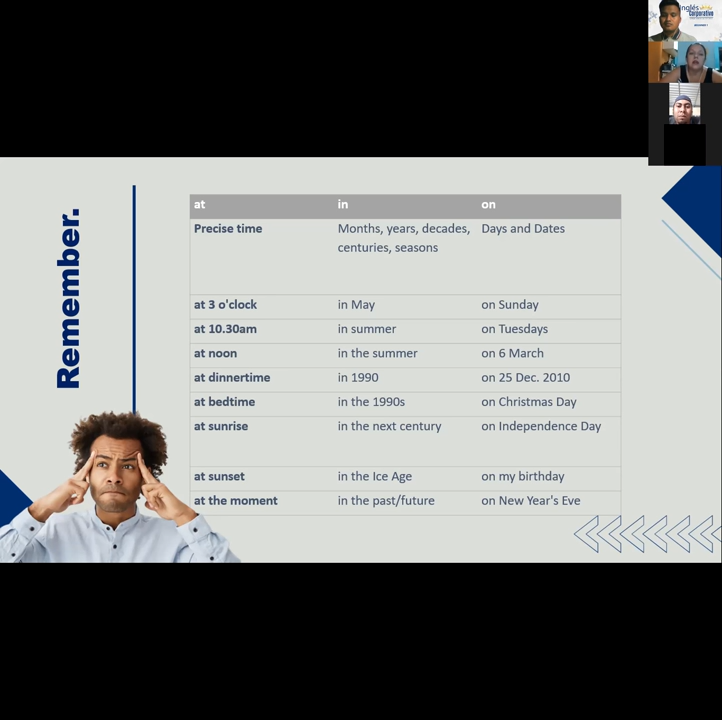 Inglés
Corporativo
Remember.
at in on
Precise time Months, years, decades, Days and Dates
centuries, seasons
at 3 o'clock in May on Sunday
at 10.30am in summer on Tuesdays
at noon in the summer on 6 March
at dinnertime in 1990 on 25 Dec. 2010
at bedtime in the 1990s on Christmas Day
at sunrise in the next century on Independence Day
at sunset in the Ice Age on my birthday
at the moment in the past/future on New Year's Eve